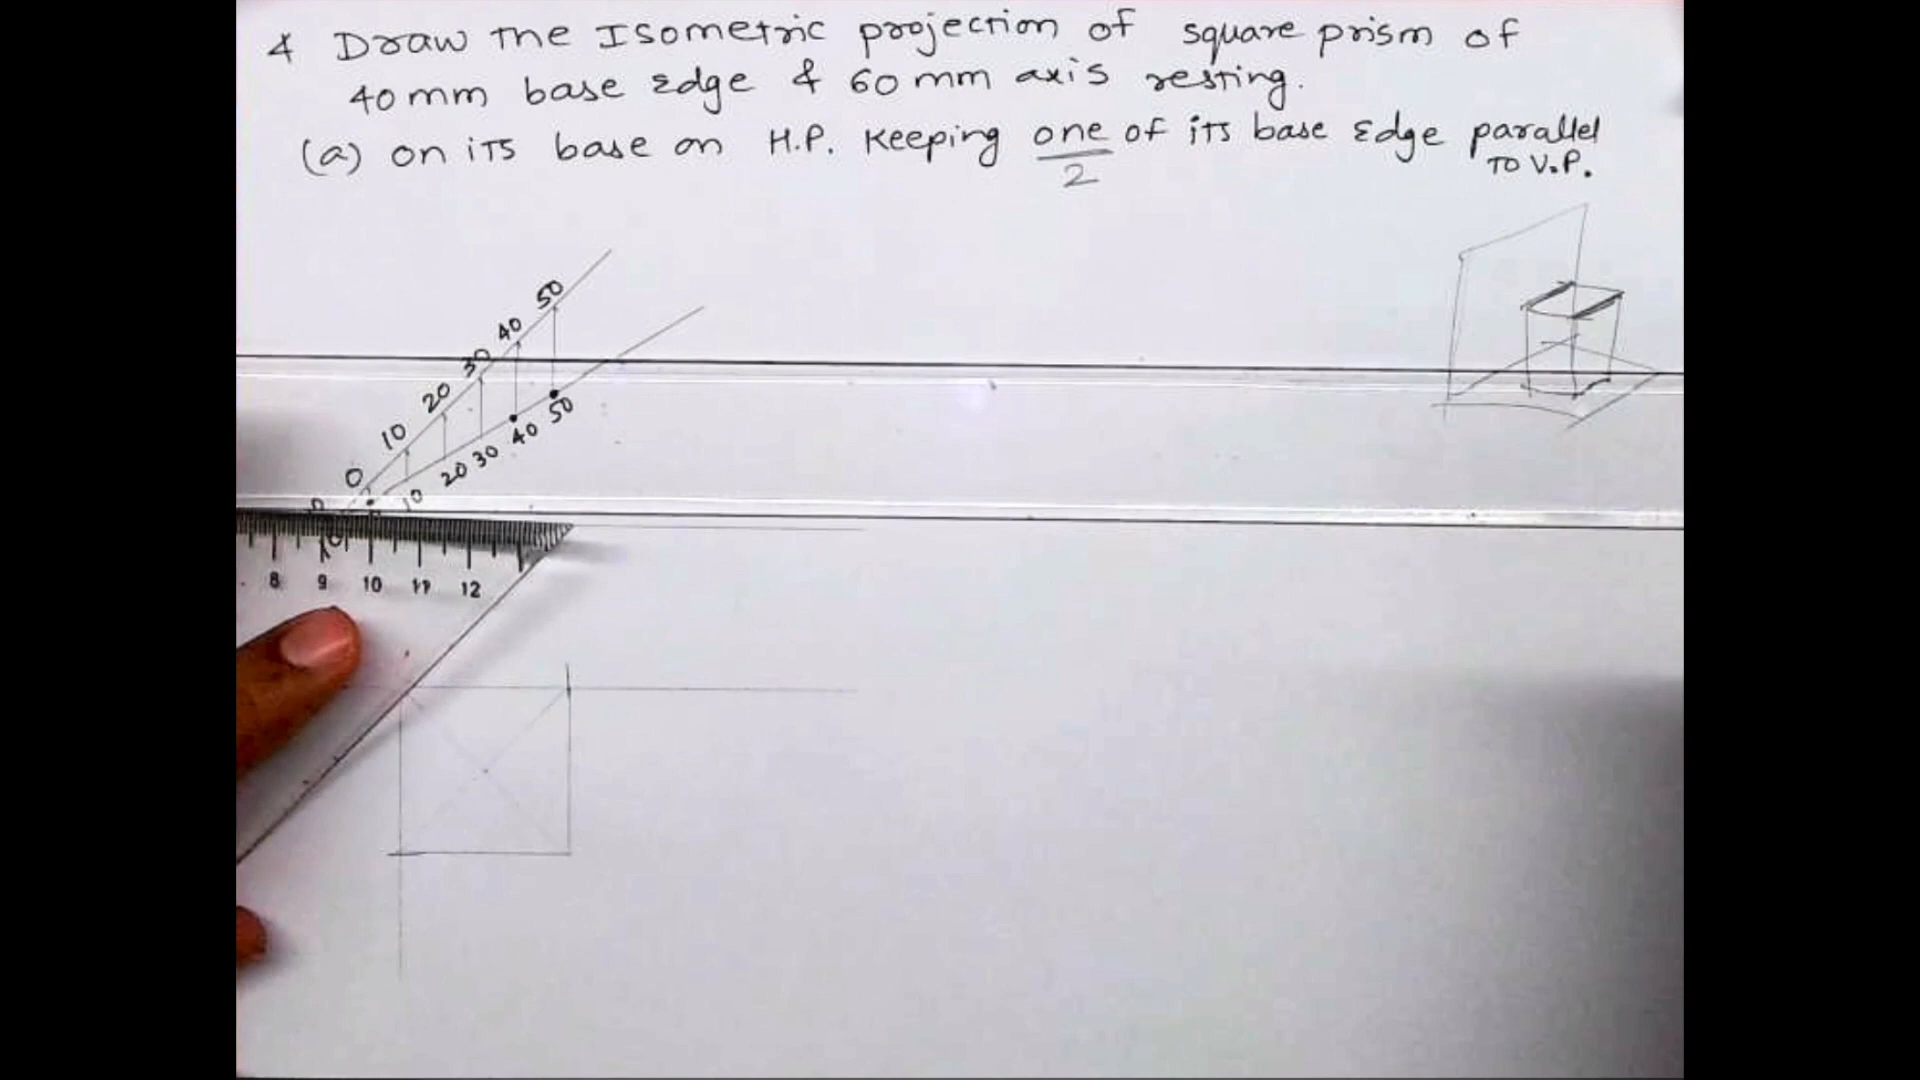 4 Draw the Isometric projection of square prism of
40 mm base Edge & 60 mm axis resting.
(a) on iTS base on H.P. Keeping one of iTS base Edge parallel
TO V.P.
2
50
40
30
20
10
0
50
40
30
20
10
8 9 10 11 12